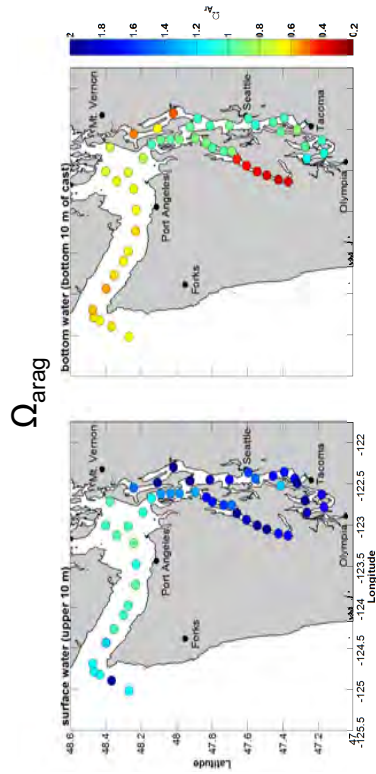 Ω_arag
surface water (upper 10 m)
Latitude
48.6
48.4
48.2
48
47.8
47.6
47.4
47.2
47
Mt. Vernon
Port Angeles
Forks
Seattle
Tacoma
Olympia
-125.5
-125
-124.5
-124
-123.5
-123
-122.5
-122
Longitude
bottom water (bottom 10 m of cast)
Mt. Vernon
Port Angeles
Forks
Seattle
Tacoma
Olympia
2
1.8
1.6
1.4
1.2
1
0.8
0.6
0.4
0.2
Ω_Ar